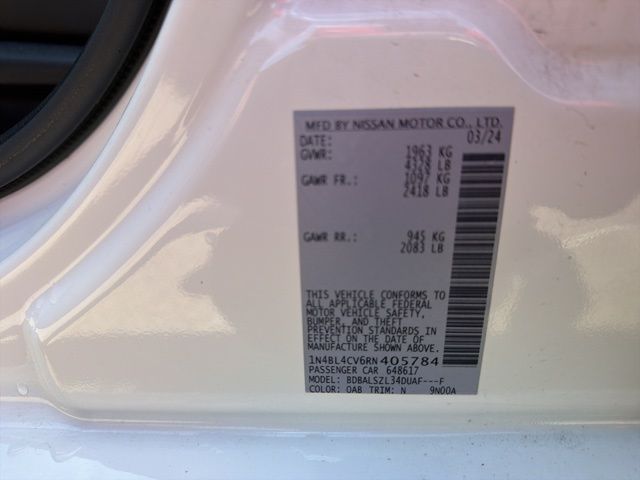 MFD BY NISSAN MOTOR CO., LTD.
DATE: 03/24
GVWR: 1963 KG
4328 LB
GAWR FR.: 1097 KG
2418 LB
GAWR RR.: 945 KG
2083 LB
THIS VEHICLE CONFORMS TO
ALL APPLICABLE FEDERAL
MOTOR VEHICLE SAFETY,
BUMPER, AND THEFT
PREVENTION STANDARDS IN
EFFECT ON THE DATE OF
MANUFACTURE SHOWN ABOVE.
1N4BL4CV6RN405784
PASSENGER CAR 648617
MODEL: BDBALSZL34DUAF---F
COLOR: QAB TRIM: N 9N00A